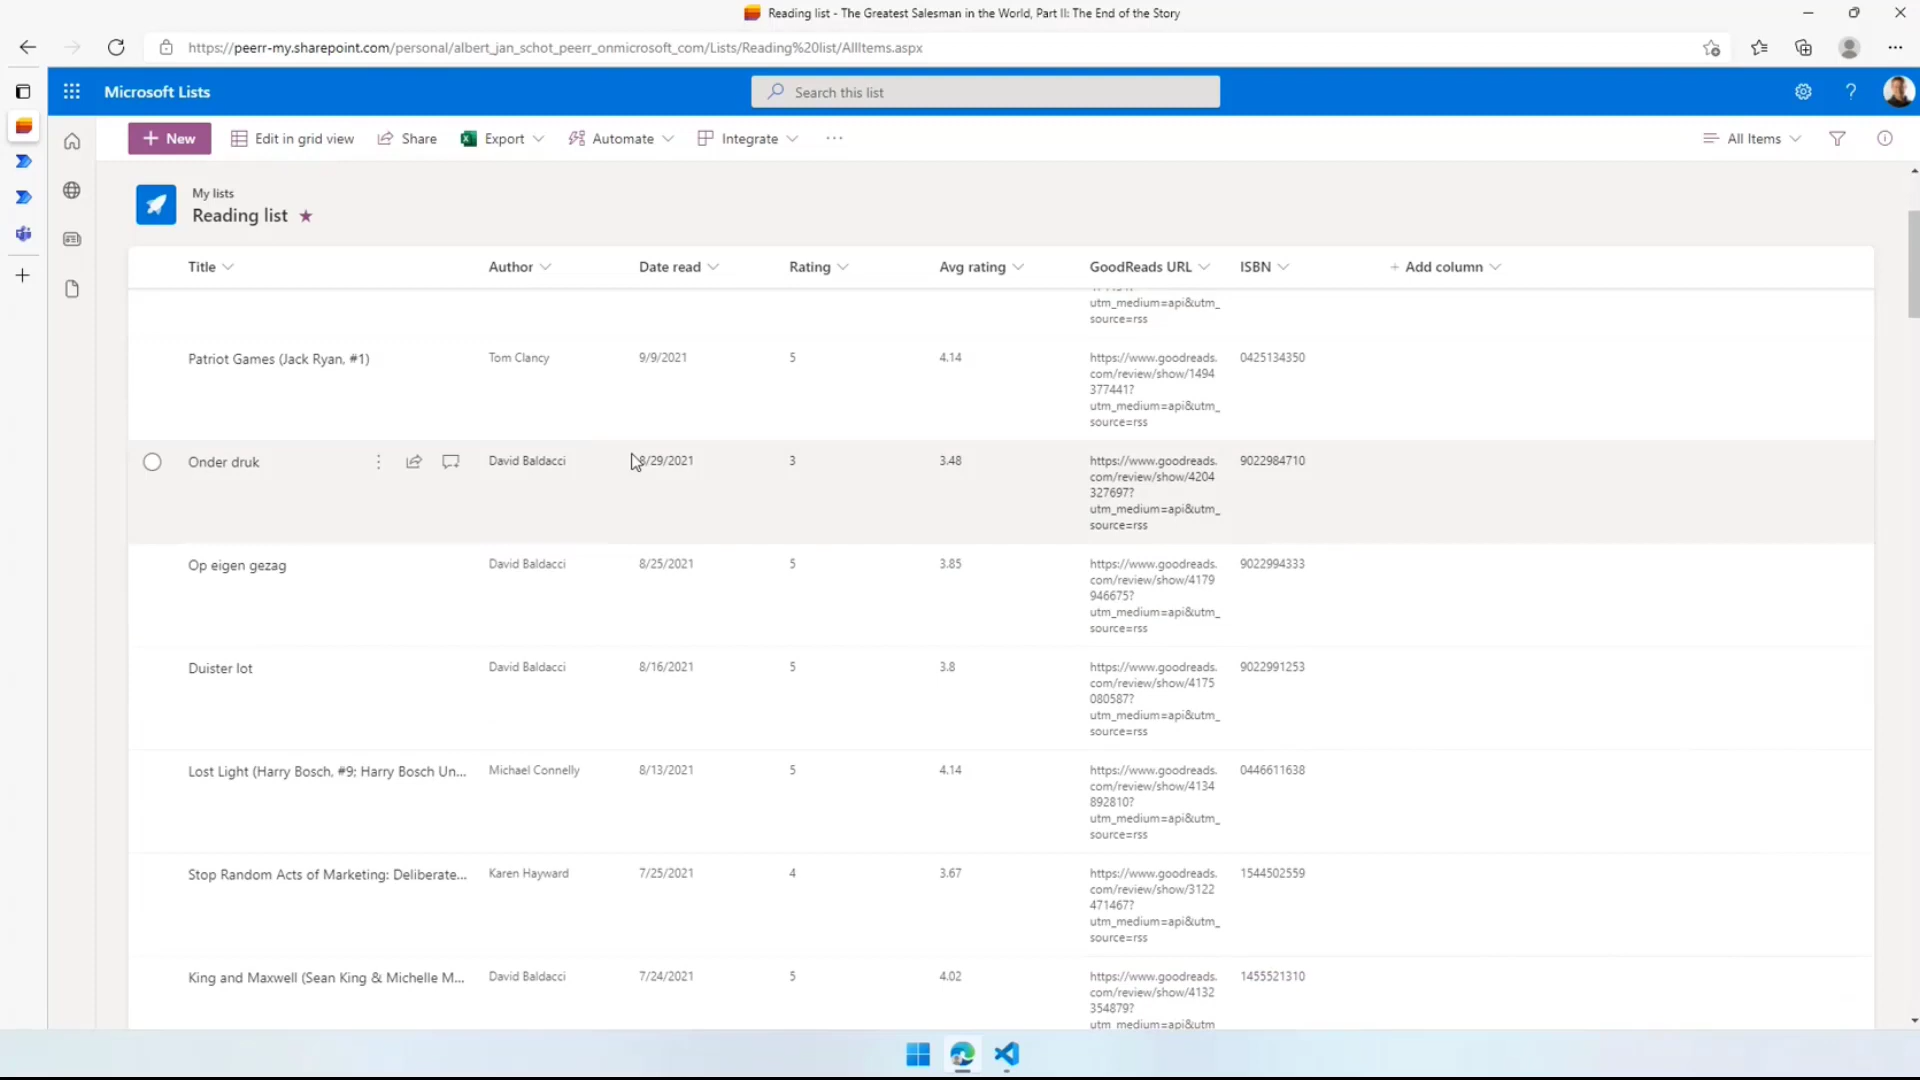 Reading list - The Greatest Salesman in the World, Part II: The End of the Story
https://peerr-my.sharepoint.com/personal/albert_jan_schot_peerr_onmicrosoft_com/Lists/Reading%20list/AllItems.aspx
Microsoft Lists
Search this list
New
Edit in grid view
Share
Export
Automate
Integrate
All Items
My lists
Reading list
Title
Author
Date read
Rating
Avg rating
GoodReads URL
ISBN
Add column
utm_medium=api&utm_
source=rss
Patriot Games (Jack Ryan, #1)
Tom Clancy
9/9/2021
5
4.14
https://www.goodreads.
com/review/show/1494
377441?
utm_medium=api&utm_
source=rss
0425134350
Onder druk
David Baldacci
8/29/2021
3
3.48
https://www.goodreads.
com/review/show/4204
327697?
utm_medium=api&utm_
source=rss
9022984710
Op eigen gezag
David Baldacci
8/25/2021
5
3.85
https://www.goodreads.
com/review/show/4179
946675?
utm_medium=api&utm_
source=rss
9022994333
Duister lot
David Baldacci
8/16/2021
5
3.8
https://www.goodreads.
com/review/show/4175
080587?
utm_medium=api&utm_
source=rss
9022991253
Lost Light (Harry Bosch, #9; Harry Bosch Un...
Michael Connelly
8/13/2021
5
4.14
https://www.goodreads.
com/review/show/4134
892810?
utm_medium=api&utm_
source=rss
0446611638
Stop Random Acts of Marketing: Deliberate...
Karen Hayward
7/25/2021
4
3.67
https://www.goodreads.
com/review/show/3122
471467?
utm_medium=api&utm_
source=rss
1544502559
King and Maxwell (Sean King & Michelle M...
David Baldacci
7/24/2021
5
4.02
https://www.goodreads.
com/review/show/4132
354879?
utm_medium=api&utm
1455521310